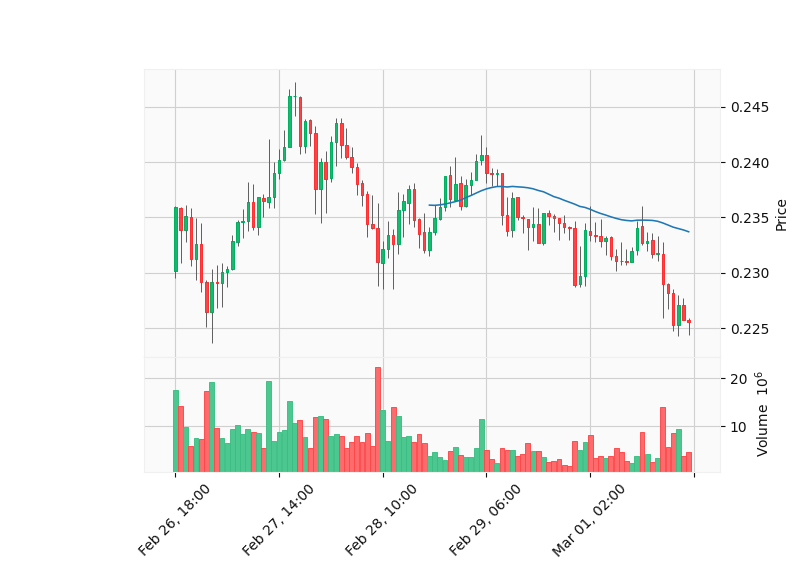 0.245
0.240
0.235
0.230
0.225
Price
20
10
Volume 10^6
Feb 26, 18:00
Feb 27, 14:00
Feb 28, 10:00
Feb 29, 06:00
Mar 01, 02:00